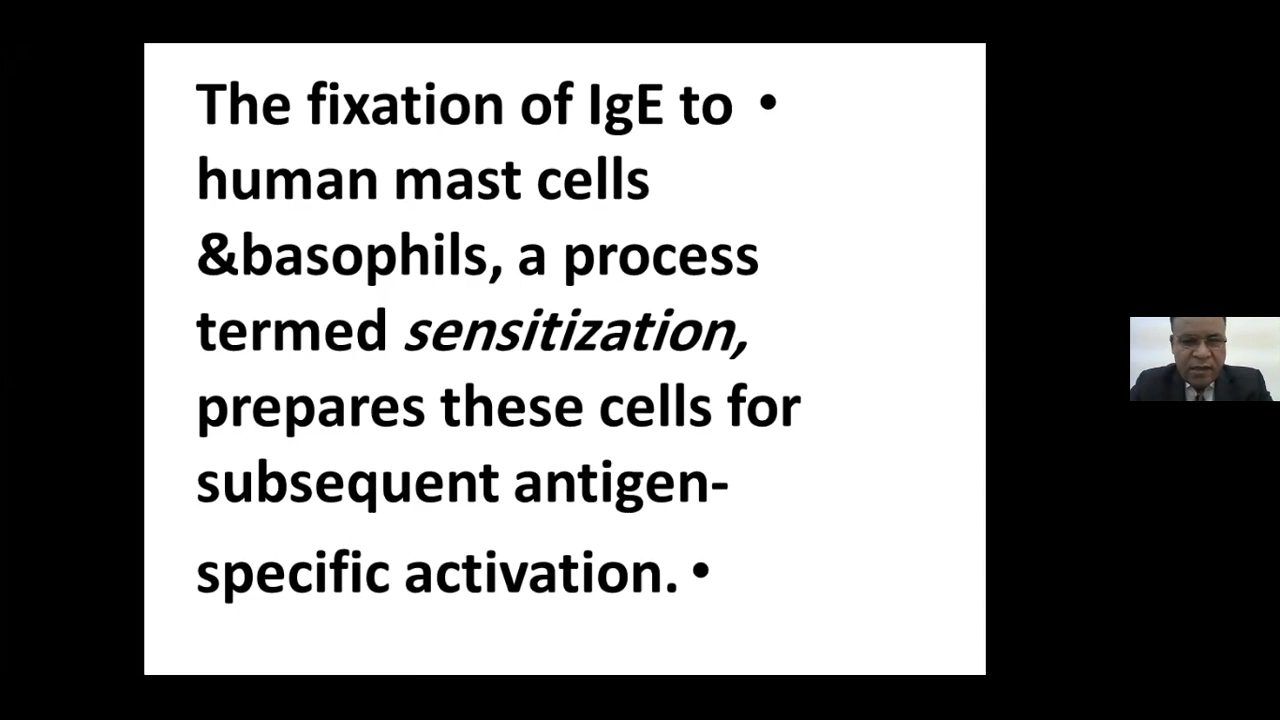 The fixation of IgE to •
human mast cells
&basophils, a process
termed sensitization,
prepares these cells for
subsequent antigen-
specific activation. •